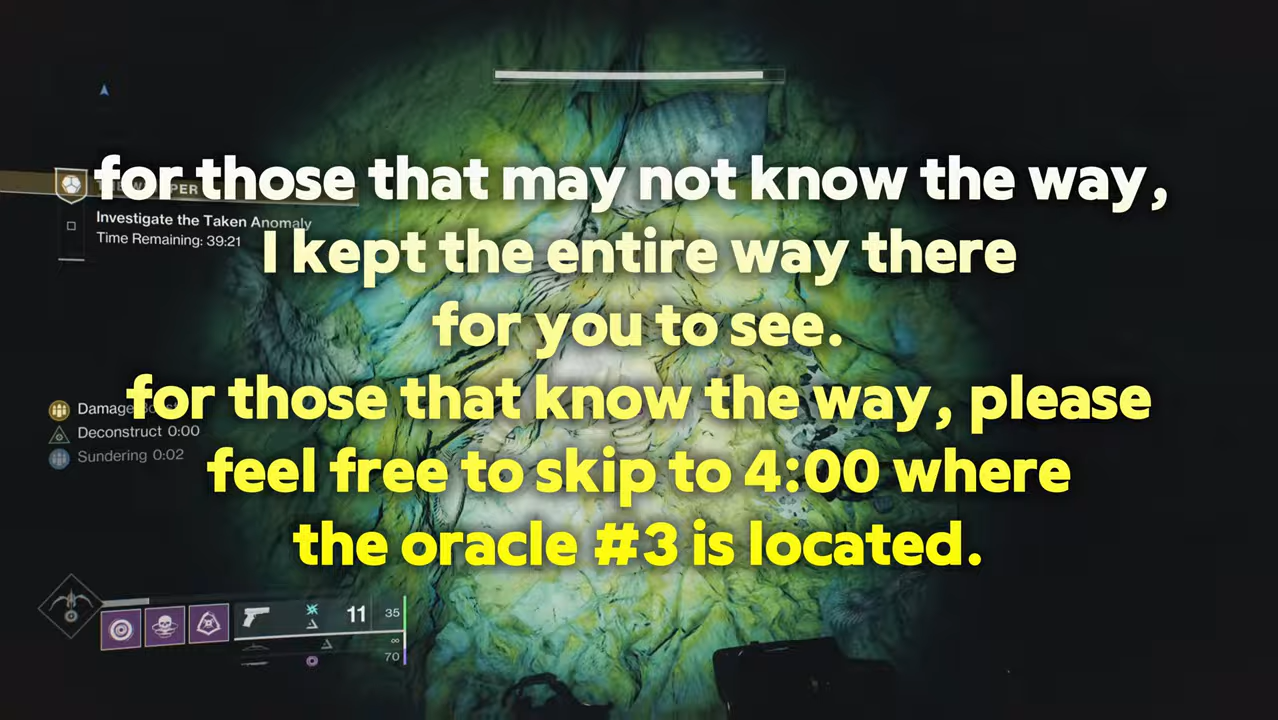 for those that may not know the way,
I kept the entire way there
for you to see.
for those that know the way, please
feel free to skip to 4:00 where
the oracle #3 is located.
Investigate the Taken Anomaly
Time Remaining: 39:21
Damage
Deconstruct 0:00
Sundering 0:02
11
35
∞
70